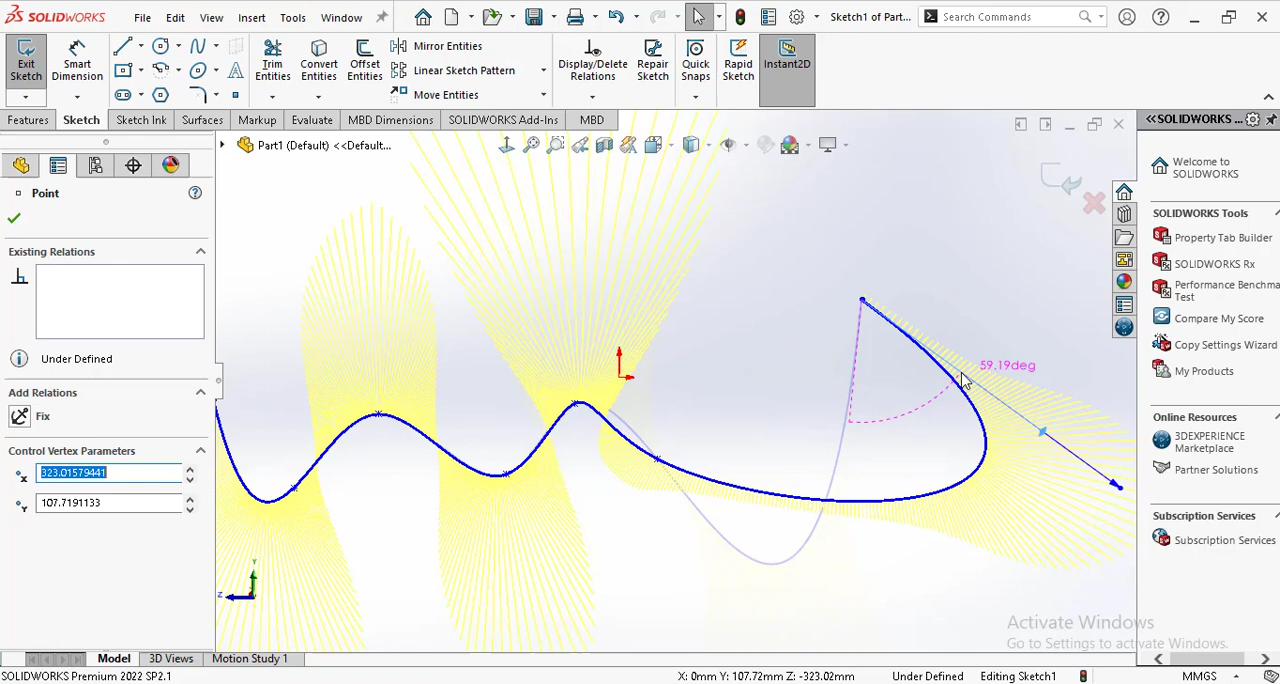 SOLIDWORKS
File Edit View Insert Tools Window
Sketch1 of Part...
Search Commands
Exit Sketch
Smart Dimension
Trim Entities
Convert Entities
Offset Entities
Mirror Entities
Linear Sketch Pattern
Move Entities
Display/Delete Relations
Repair Sketch
Quick Snaps
Rapid Sketch
Instant2D
Features Sketch Sketch Ink Surfaces Markup Evaluate MBD Dimensions SOLIDWORKS Add-Ins MBD
Part1 (Default) <<Default...
Point
Existing Relations
Under Defined
Add Relations
Fix
Control Vertex Parameters
323.01579441
107.7191133
59.19deg
SOLIDWORKS ...
Welcome to
SOLIDWORKS
SOLIDWORKS Tools
Property Tab Builder
SOLIDWORKS Rx
Performance Benchma
Test
Compare My Score
Copy Settings Wizard
My Products
Online Resources
3DEXPERIENCE
Marketplace
Partner Solutions
Subscription Services
Subscription Services
Activate Windows
Go to Settings to activate Windows.
Model 3D Views Motion Study 1
SOLIDWORKS Premium 2022 SP2.1
X: 0mm Y: 107.72mm Z: -323.02mm
Under Defined
Editing Sketch1
MMGS